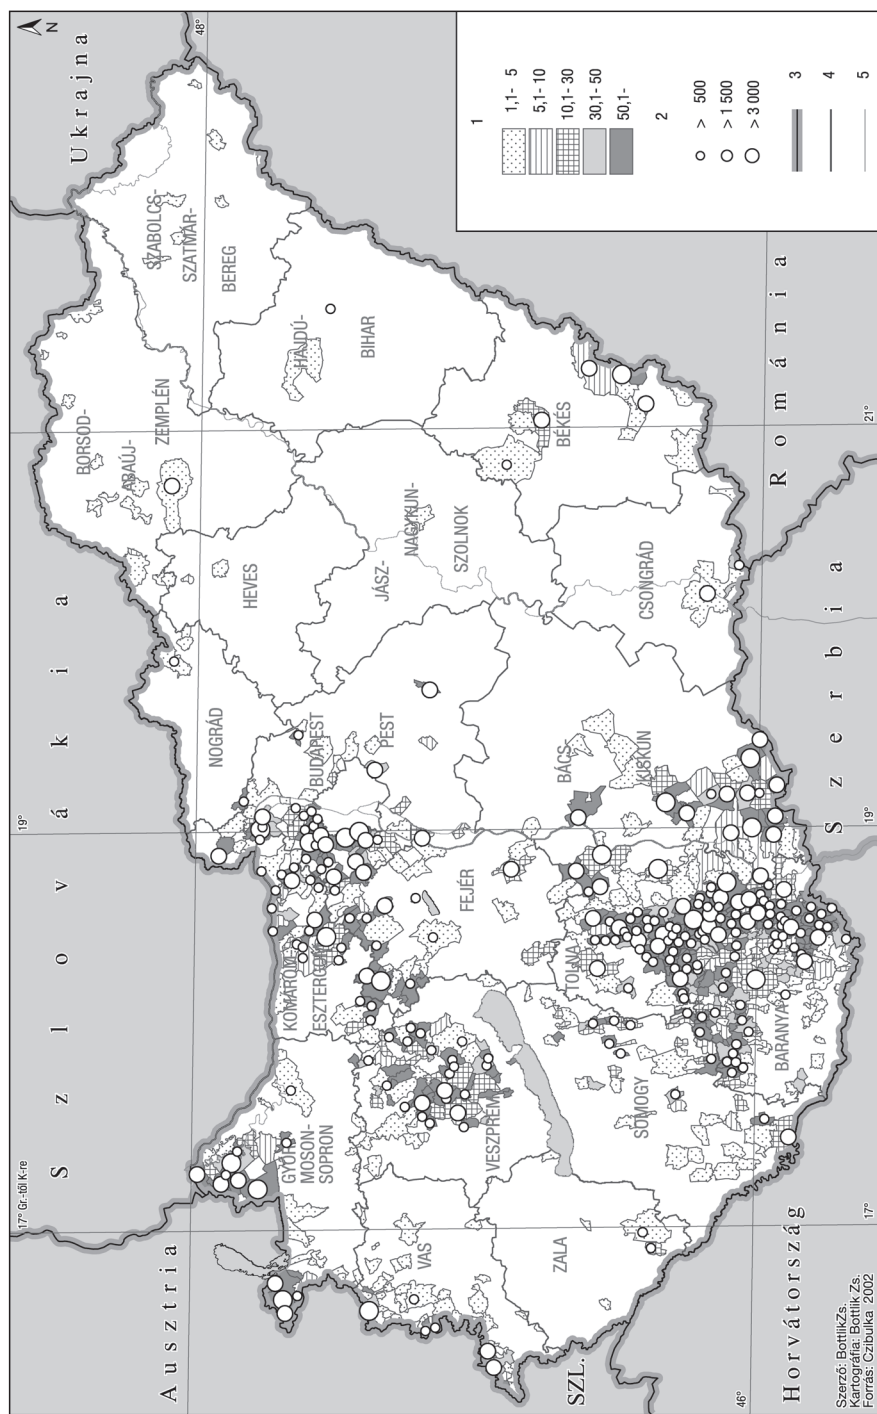 Szlovákia
Ukrajna
Ausztria
Románia
Szerbia
Horvátország
SZL.
N
48°
17° Gr.-től K-re
19°
21°
46°
17°
19°
21°
BORSOD-
ABAÚJ-
ZEMPLÉN
SZABOLCS-
SZATMÁR-
BEREG
HAJDÚ-
BIHAR
NÓGRÁD
HEVES
BUDAPEST
PEST
JÁSZ-
NAGYKUN-
SZOLNOK
BÉKÉS
CSONGRÁD
BÁCS-
KISKUN
KOMÁROM-
ESZTERGOM
FEJÉR
GYŐR-
MOSON-
SOPRON
VAS
VESZPRÉM
ZALA
SOMOGY
TOLNA
BARANYA
1
1,1- 5
5,1- 10
10,1- 30
30,1- 50
50,1-
2
> 500
> 1 500
> 3 000
3
4
5
Szerző: BottlikZs.
Kartográfia: Bottlik Zs.
Forrás: Czibulka 2002